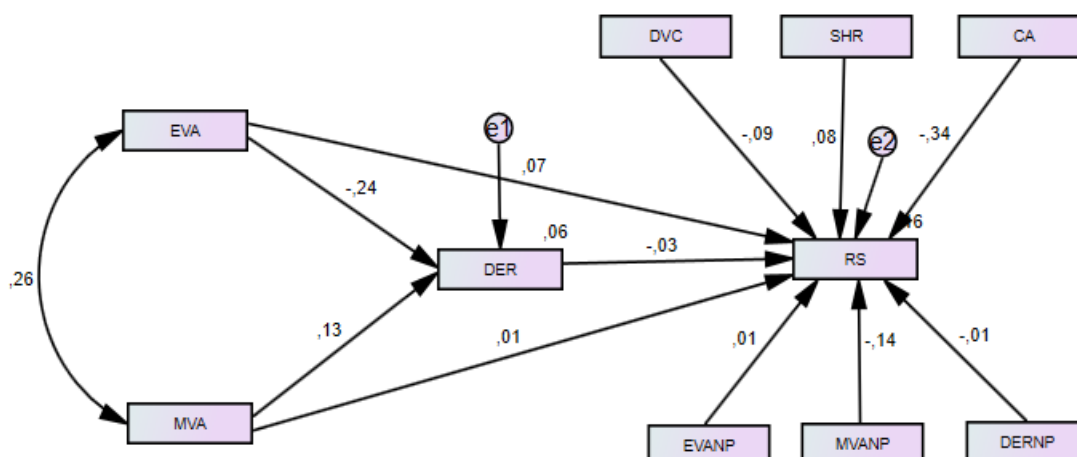 DVC
SHR
CA
EVA
e1
-,09
,08
e2
-,34
,07
-,24
,06
-,03
DER
RS
,26
,13
,01
,01
-,14
-,01
MVA
EVANP
MVANP
DERNP